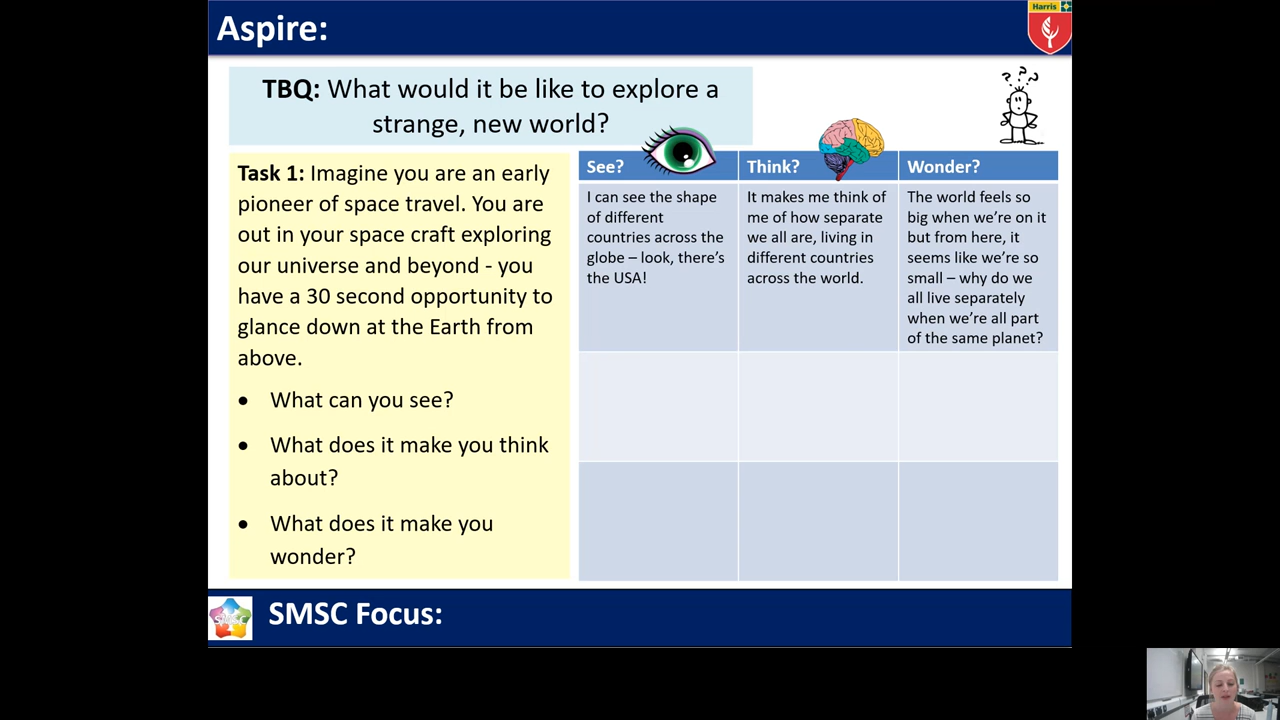 Aspire:
Harris
TBQ: What would it be like to explore a
strange, new world?
? ? ?
Task 1: Imagine you are an early
pioneer of space travel. You are
out in your space craft exploring
our universe and beyond - you
have a 30 second opportunity to
glance down at the Earth from
above.
• What can you see?
• What does it make you think
about?
• What does it make you
wonder?
See?
Think?
Wonder?
I can see the shape
of different
countries across the
globe – look, there's
the USA!
It makes me think of
me of how separate
we all are, living in
different countries
across the world.
The world feels so
big when we're on it
but from here, it
seems like we're so
small – why do we
all live separately
when we're all part
of the same planet?
SMSC
SMSC Focus: